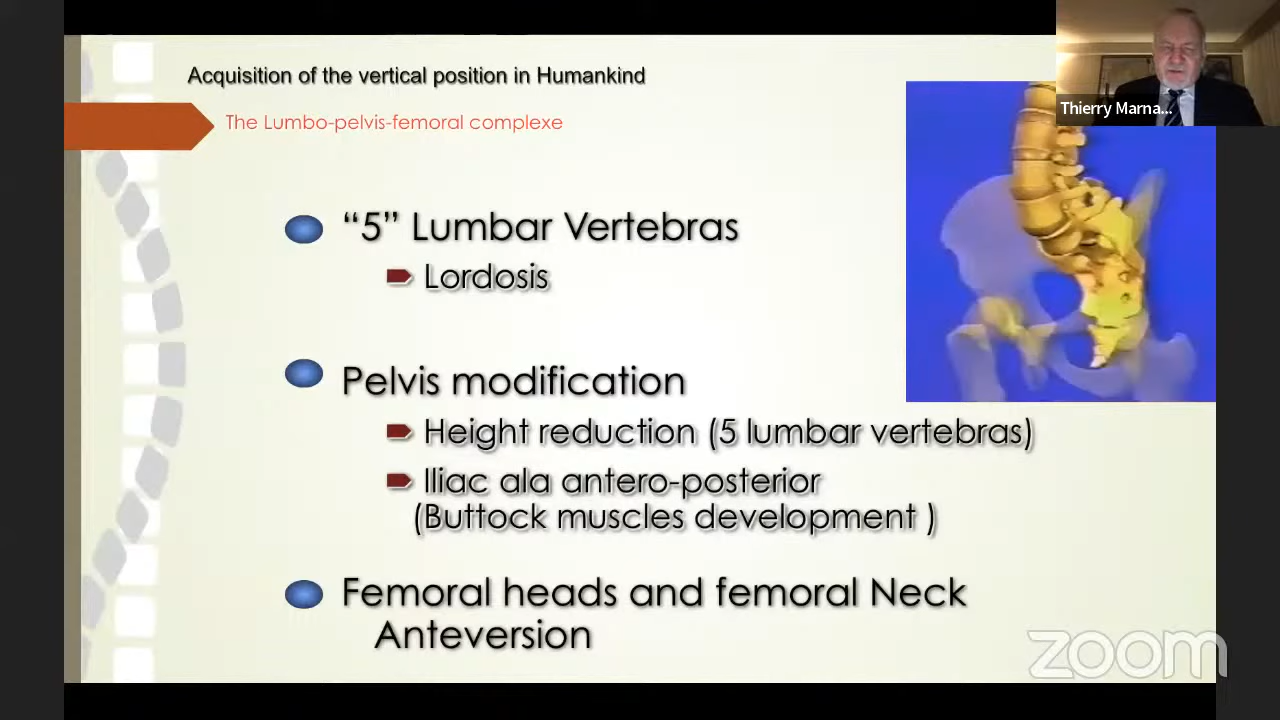 Acquisition of the vertical position in Humankind
Thierry Marna...
The Lumbo-pelvis-femoral complexe
“5” Lumbar Vertebras
Lordosis
Pelvis modification
Height reduction (5 lumbar vertebras)
Iliac ala antero-posterior
(Buttock muscles development )
Femoral heads and femoral Neck
Anteversion
zoom